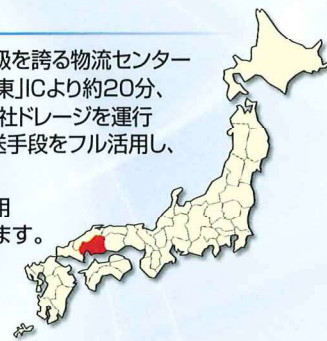 級を誇る物流センター
東」ICより約20分、
社ドレージを運行
送手段をフル活用し、
用
ます。